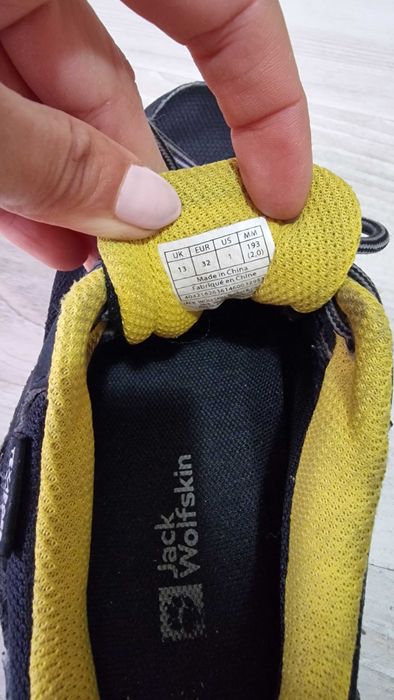 UK EUR US MM
13 32 1 193
(2.0)
Made in China
Fabriqué en Chine
Jack
Wolfskin